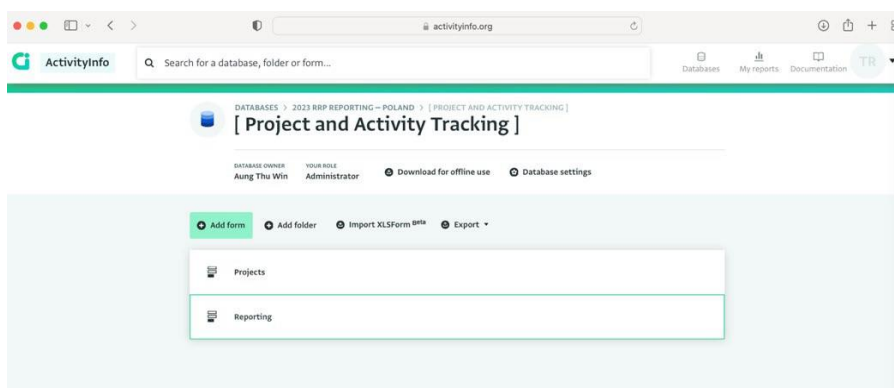 activityinfo.org
ActivityInfo
Search for a database, folder or form...
Databases
My reports
Documentation
TR
DATABASES > 2023 RRP REPORTING – POLAND > [ PROJECT AND ACTIVITY TRACKING ]
[ Project and Activity Tracking ]
DATABASE OWNER
Aung Thu Win
YOUR ROLE
Administrator
Download for offline use
Database settings
Add form
Add folder
Import XLSForm Beta
Export
Projects
Reporting